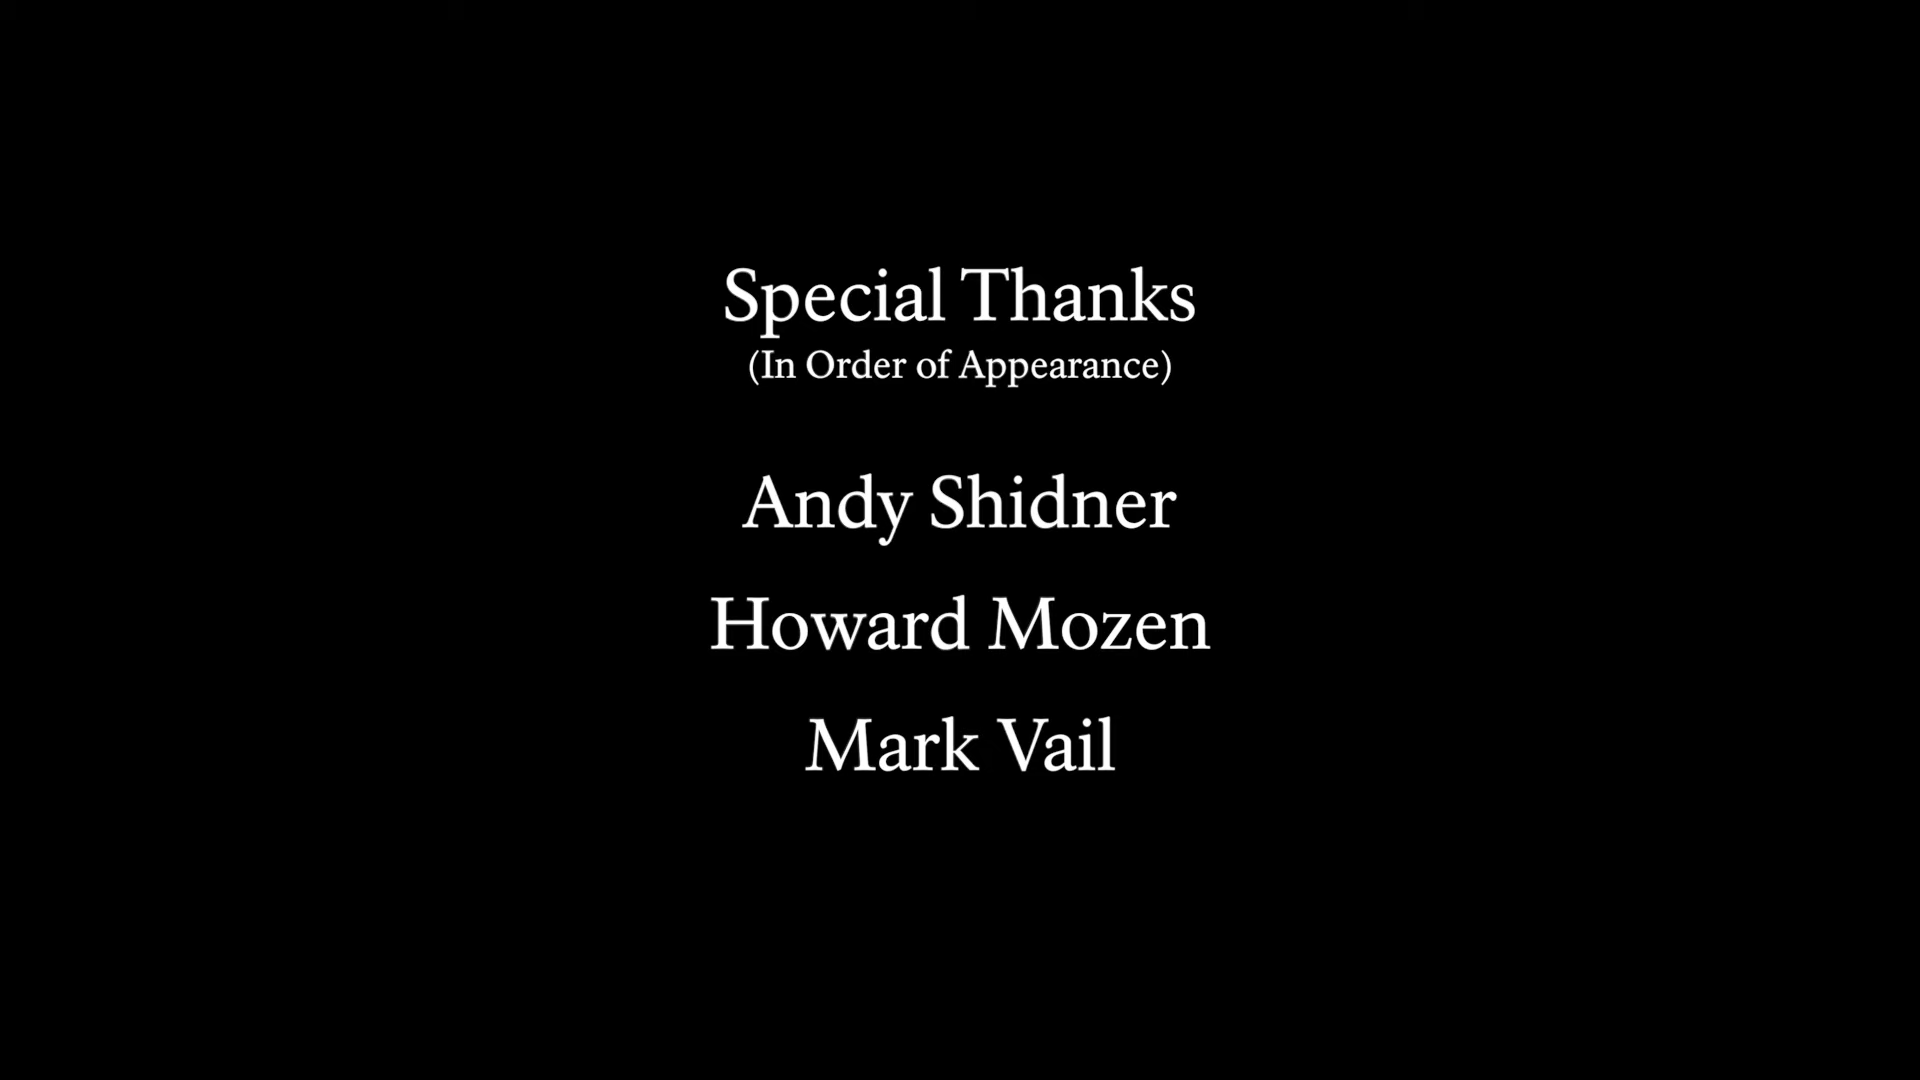 Special Thanks
(In Order of Appearance)
Andy Shidner
Howard Mozen
Mark Vail